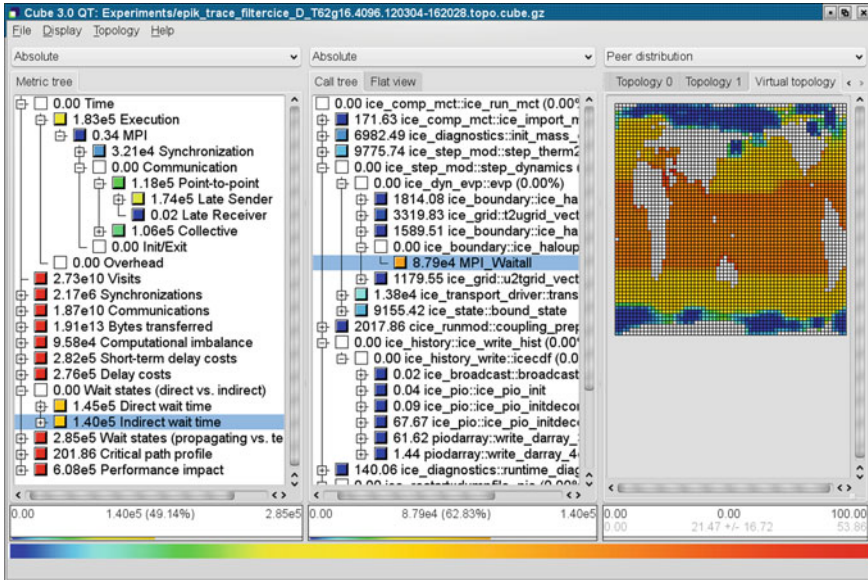 Cube 3.0 QT: Experiments/epik_trace_filtercice_D_T62g16.4096.120304-162028.topo.cube.gz
File Display Topology Help
Absolute
Metric tree
0.00 Time
1.83e5 Execution
0.34 MPI
3.21e4 Synchronization
0.00 Communication
1.18e5 Point-to-point
1.74e5 Late Sender
0.02 Late Receiver
1.06e5 Collective
0.00 Init/Exit
0.00 Overhead
2.73e10 Visits
2.17e6 Synchronizations
1.87e10 Communications
1.91e13 Bytes transferred
9.58e4 Computational imbalance
2.82e5 Short-term delay costs
2.76e5 Delay costs
0.00 Wait states (direct vs. indirect)
1.45e5 Direct wait time
1.40e5 Indirect wait time
2.85e5 Wait states (propagating vs. te
201.86 Critical path profile
6.08e5 Performance impact
0.00 1.40e5 (49.14%) 2.85e5
Absolute
Call tree Flat view
0.00 ice_comp_mct::ice_run_mct (0.00%
171.63 ice_comp_mct::ice_import_m
6982.49 ice_diagnostics::init_mass_
9775.74 ice_step_mod::step_therm2
0.00 ice_step_mod::step_dynamics (
0.00 ice_dyn_evp::evp (0.00%)
1814.08 ice_boundary::ice_ha
3319.83 ice_grid::t2ugrid_vect
1589.51 ice_boundary::ice_ha
0.00 ice_boundary::ice_haloup
8.79e4 MPI_Waitall
1179.55 ice_grid::u2tgrid_vect
1.38e4 ice_transport_driver::trans
9155.42 ice_state::bound_state
2017.86 cice_runmod::coupling_prep
0.00 ice_history::ice_write_hist (0.00%
0.00 ice_history_write::icecdf (0.0
0.02 ice_broadcast::broadcast
0.04 ice_pio::ice_pio_init
0.09 ice_pio::ice_pio_initdecor
67.67 ice_pio::ice_pio_initdeco
61.62 piodarray::write_darray_
1.44 piodarray::write_darray_4
140.06 ice_diagnostics::runtime_diag
0.00 8.79e4 (62.83%) 1.40e5
Peer distribution
Topology 0 Topology 1 Virtual topology
0.00 0.00 100.00
0.00 21.47 +/- 16.72 53.86